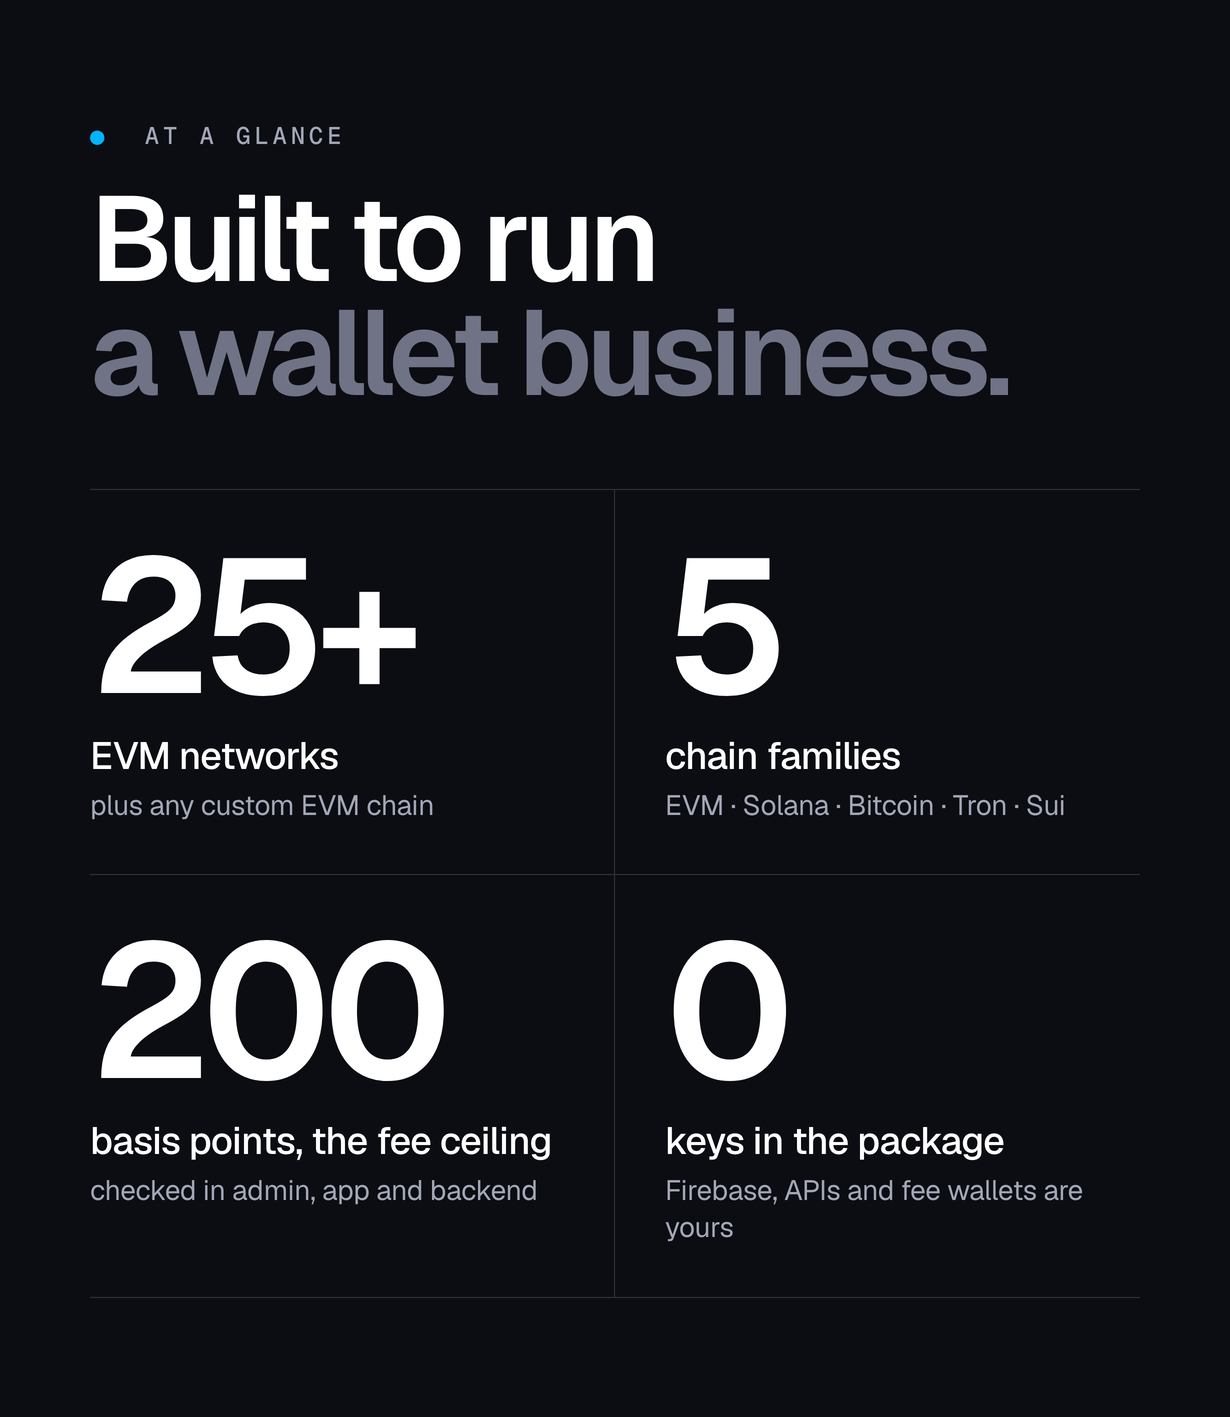 AT A GLANCE
Built to run
a wallet business.
25+
EVM networks
plus any custom EVM chain
5
chain families
EVM · Solana · Bitcoin · Tron · Sui
200
basis points, the fee ceiling
checked in admin, app and backend
0
keys in the package
Firebase, APIs and fee wallets are
yours